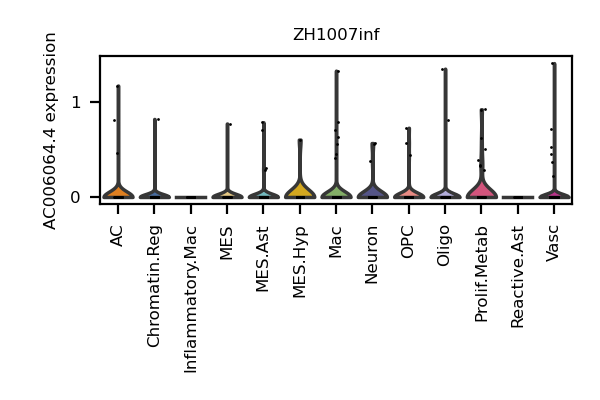 ZH1007inf
AC006064.4 expression
1
0
AC
Chromatin.Reg
Inflammatory.Mac
MES
MES.Ast
MES.Hyp
Mac
Neuron
OPC
Oligo
Prolif.Metab
Reactive.Ast
Vasc